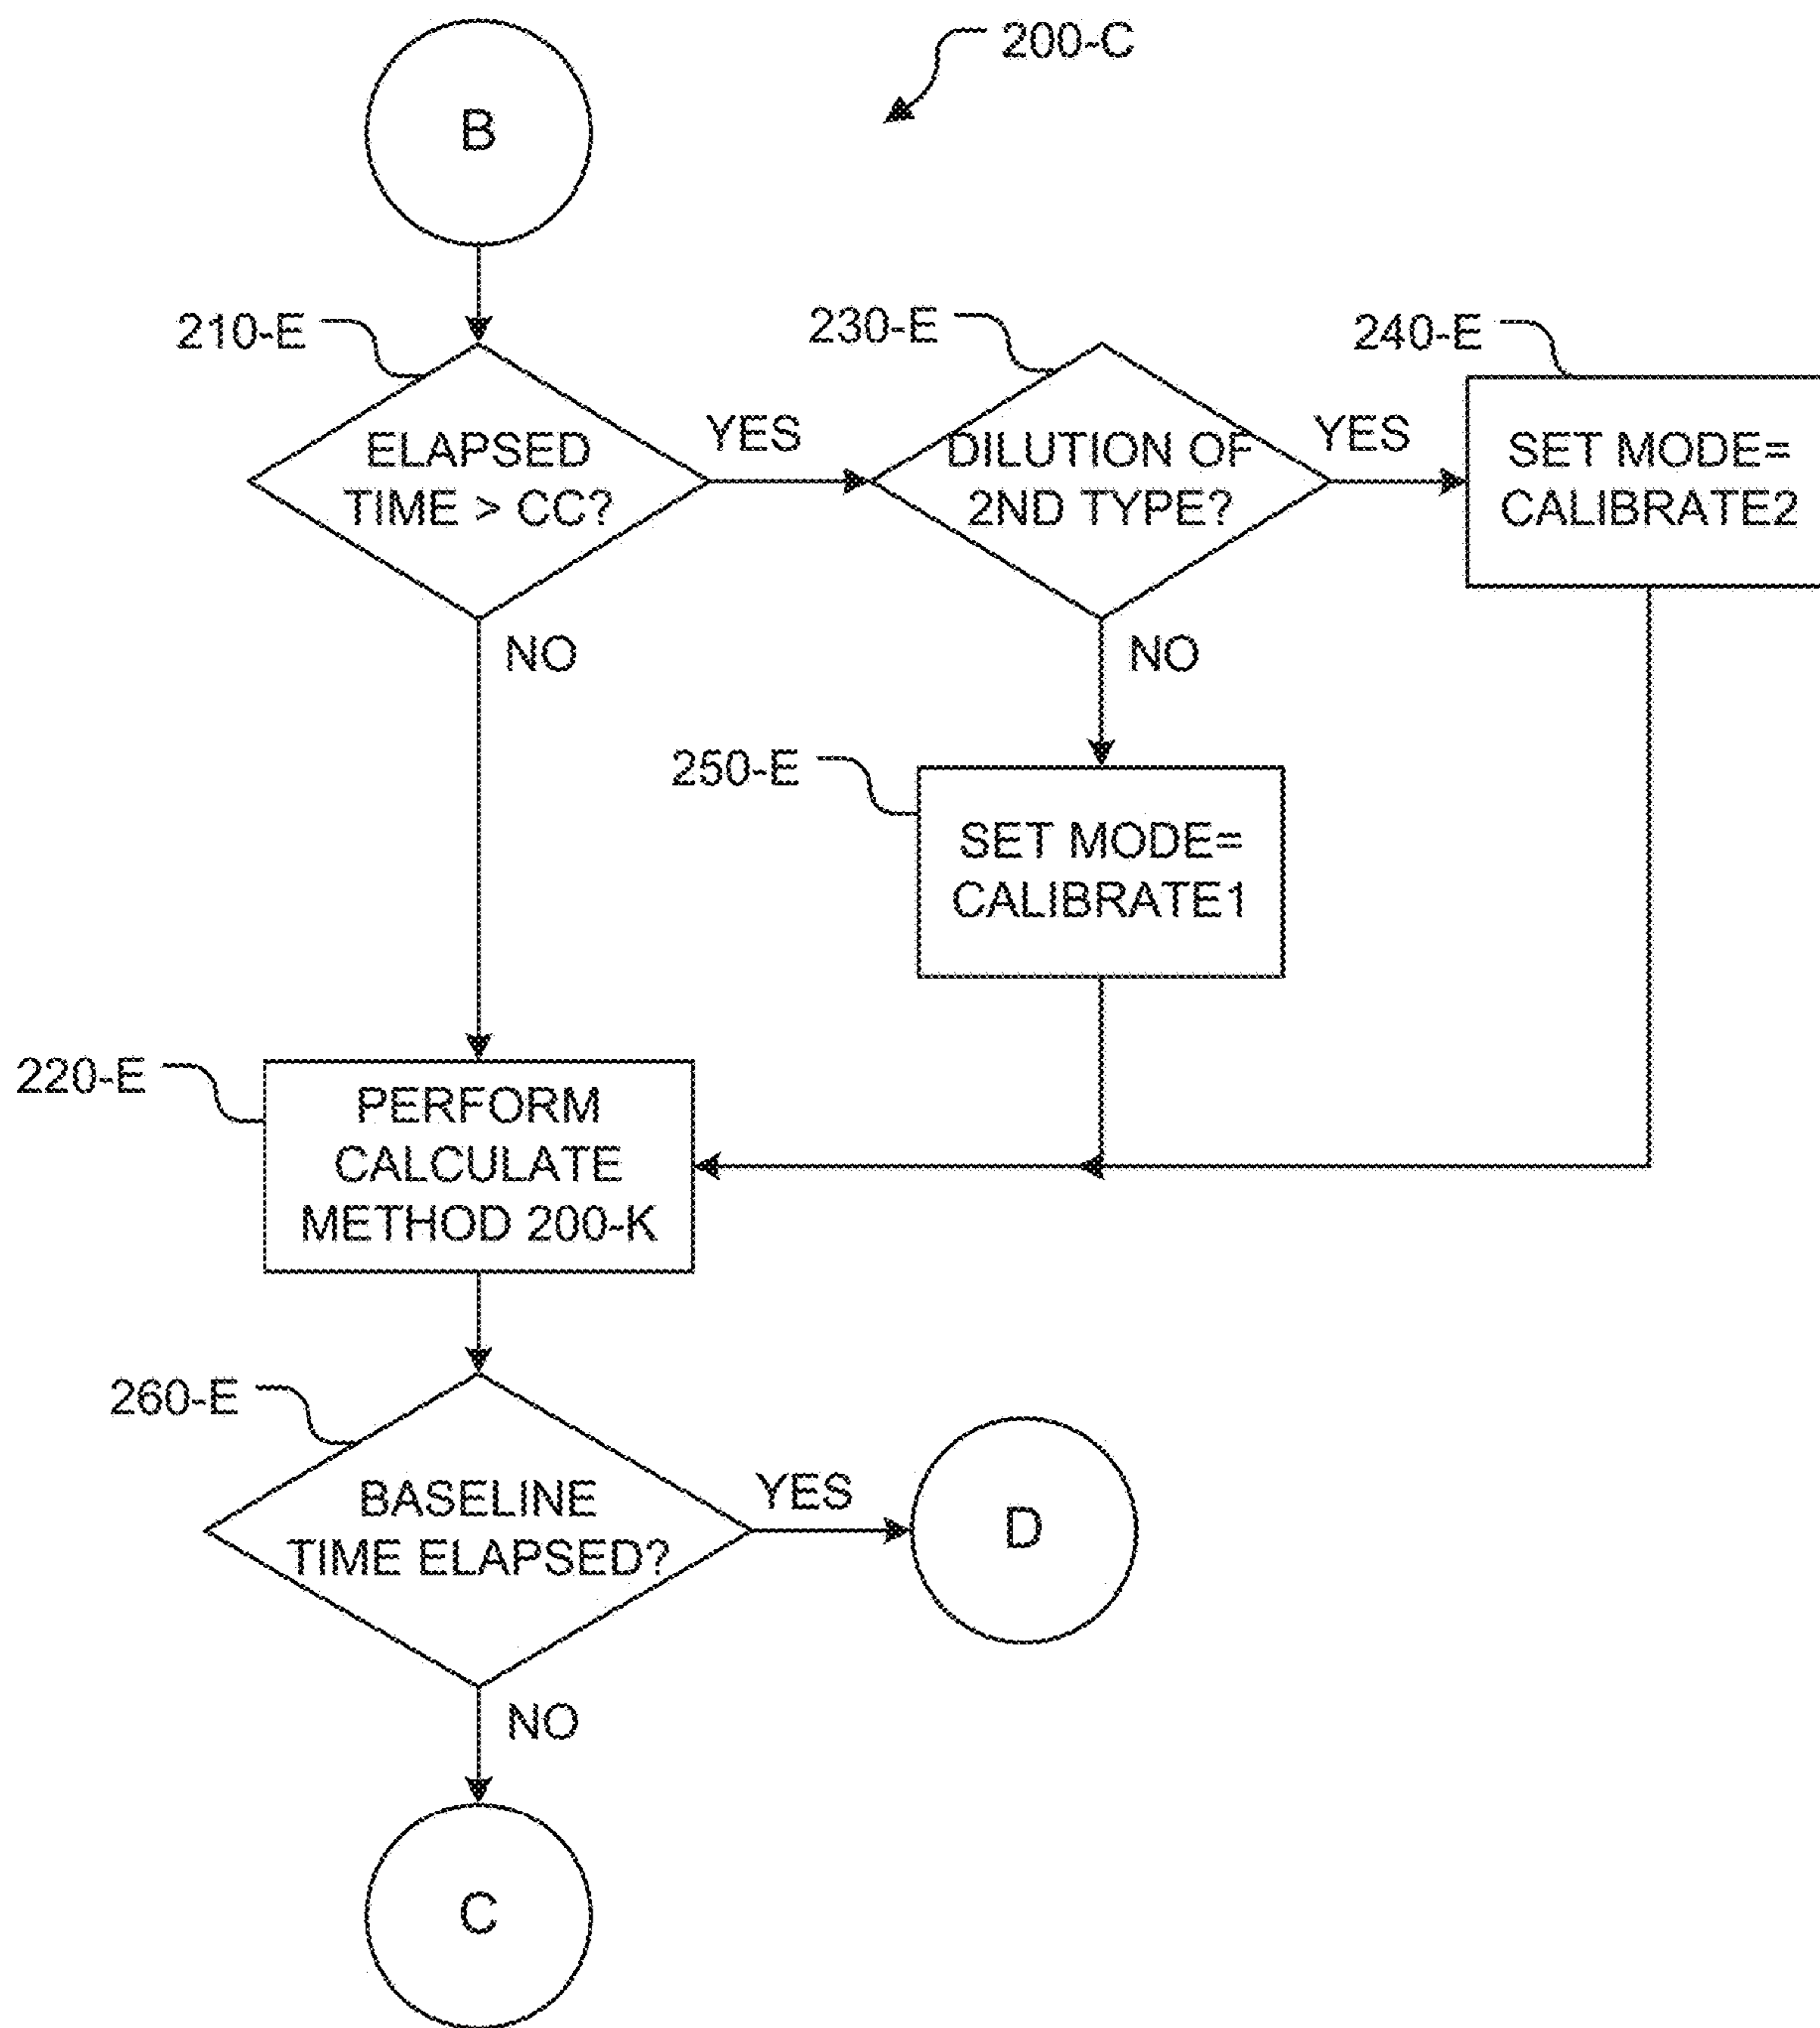 200-C
B
210-E
230-E
240-E
ELAPSED
TIME > CC?
YES
DILUTION OF
2ND TYPE?
YES
SET MODE=
CALIBRATE2
NO
NO
250-E
SET MODE=
CALIBRATE1
220-E
PERFORM
CALCULATE
METHOD 200-K
260-E
BASELINE
TIME ELAPSED?
YES
D
NO
C